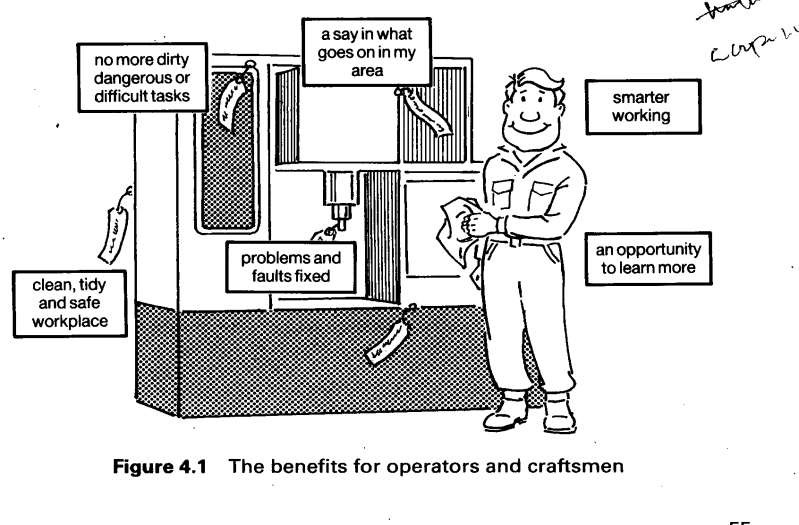 no more dirty
dangerous or
difficult tasks
a say in what
goes on in my
area
smarter
working
problems and
faults fixed
an opportunity
to learn more
clean, tidy
and safe
workplace
Figure 4.1 The benefits for operators and craftsmen